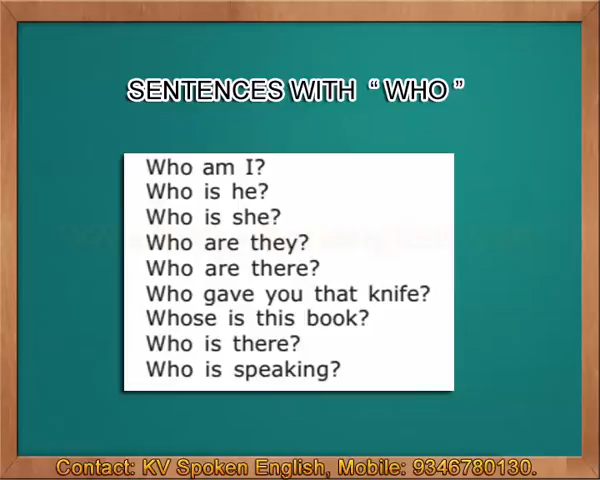 SENTENCES WITH “ WHO ”
Who am I?
Who is he?
Who is she?
Who are they?
Who are there?
Who gave you that knife?
Whose is this book?
Who is there?
Who is speaking?
Contact: KV Spoken English, Mobile: 9346780130.